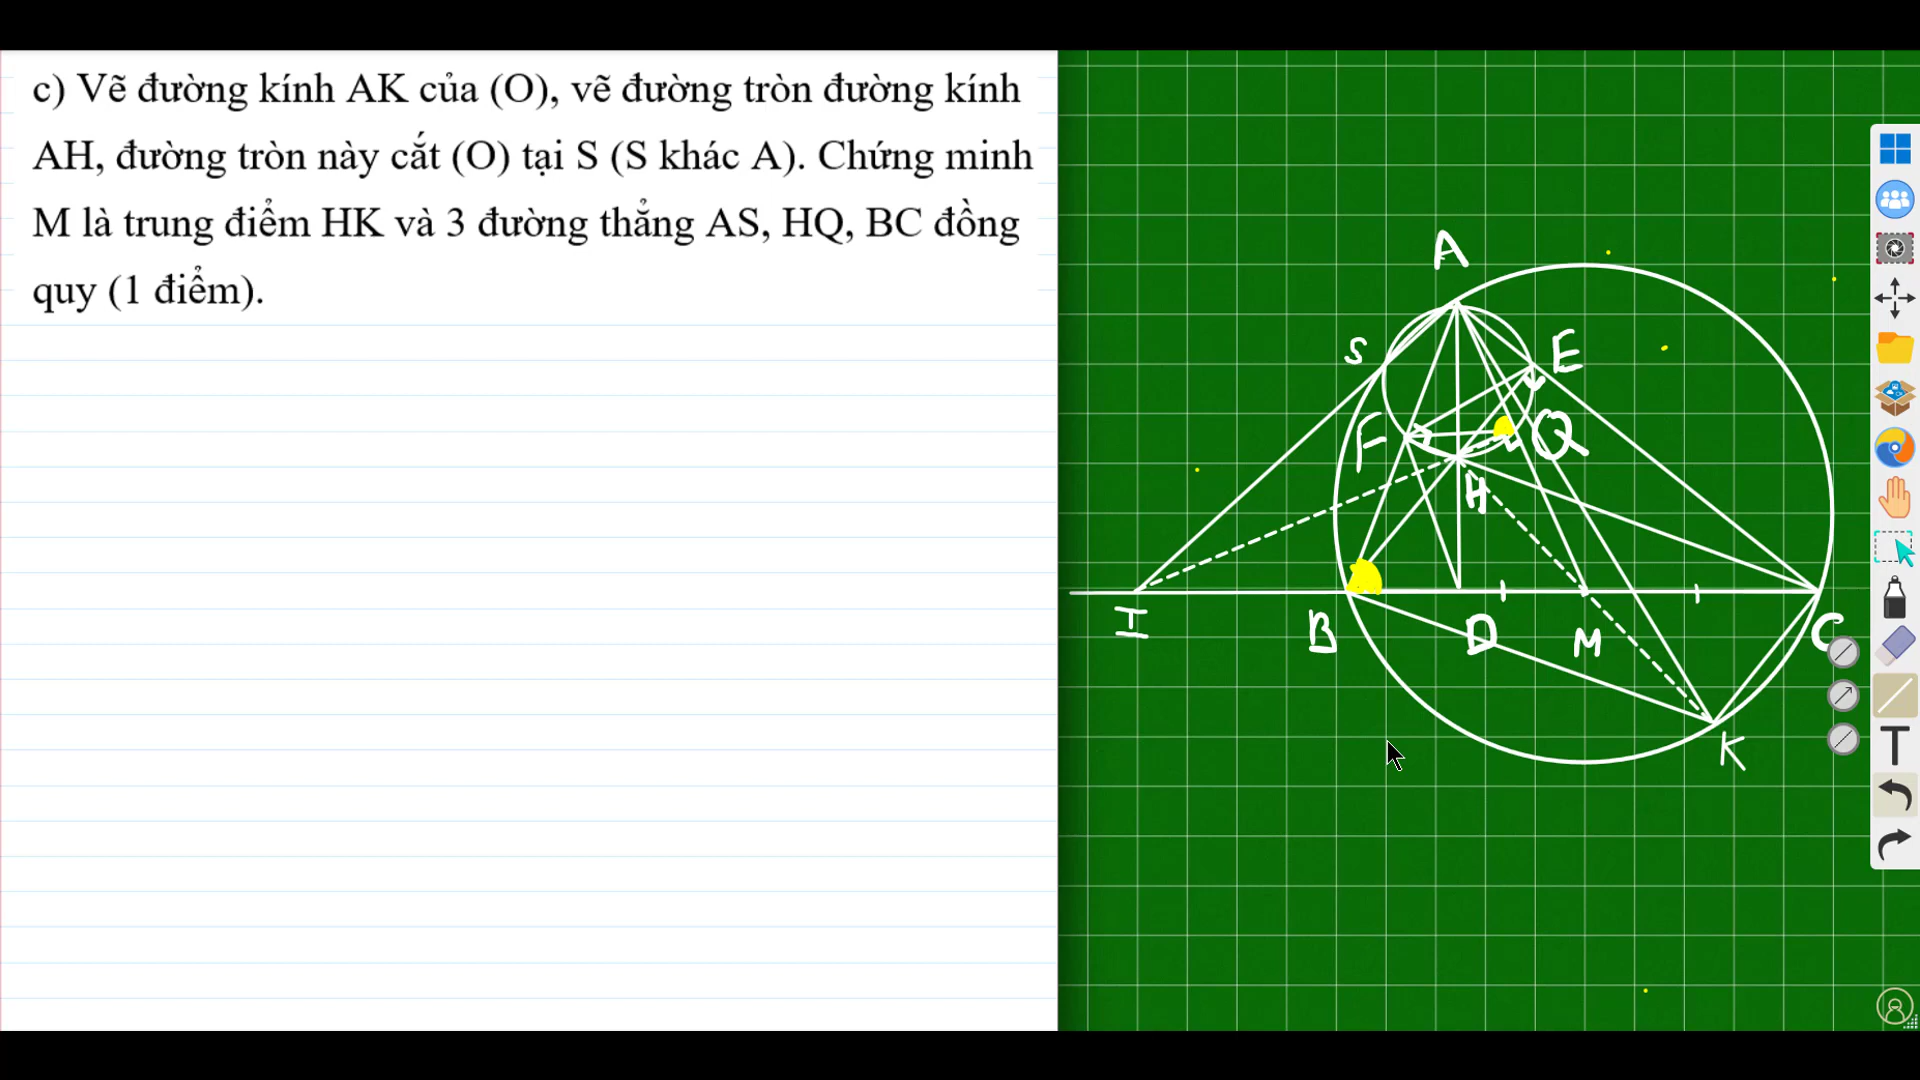 c) Vẽ đường kính AK của (O), vẽ đường tròn đường kính
AH, đường tròn này cắt (O) tại S (S khác A). Chứng minh
M là trung điểm HK và 3 đường thẳng AS, HQ, BC đồng
quy (1 điểm).
A
S
E
F
Q
H
I
B
D
M
C
K
T